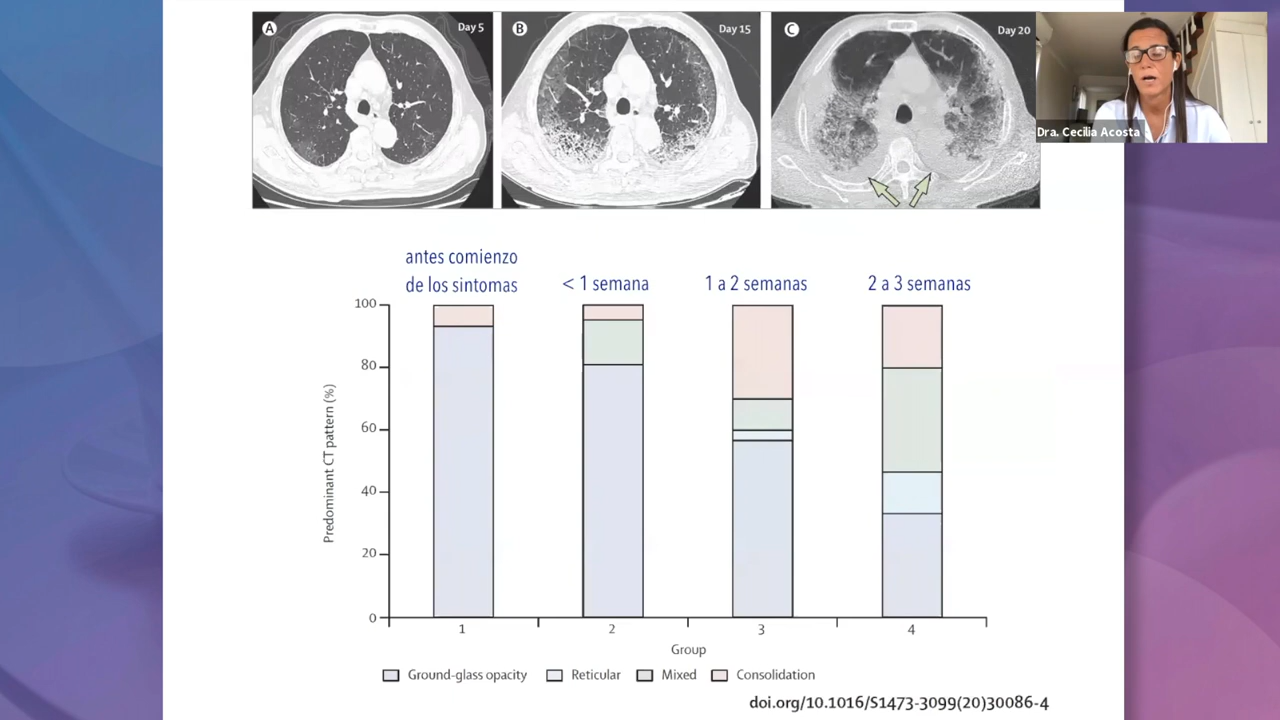 A
Day 5
B
Day 15
C
Day 20
Dra. Cecilia Acosta
antes comienzo
de los sintomas
< 1 semana
1 a 2 semanas
2 a 3 semanas
Predominant CT pattern (%)
100
80
60
40
20
0
1
2
3
4
Group
Ground-glass opacity
Reticular
Mixed
Consolidation
doi.org/10.1016/S1473-3099(20)30086-4